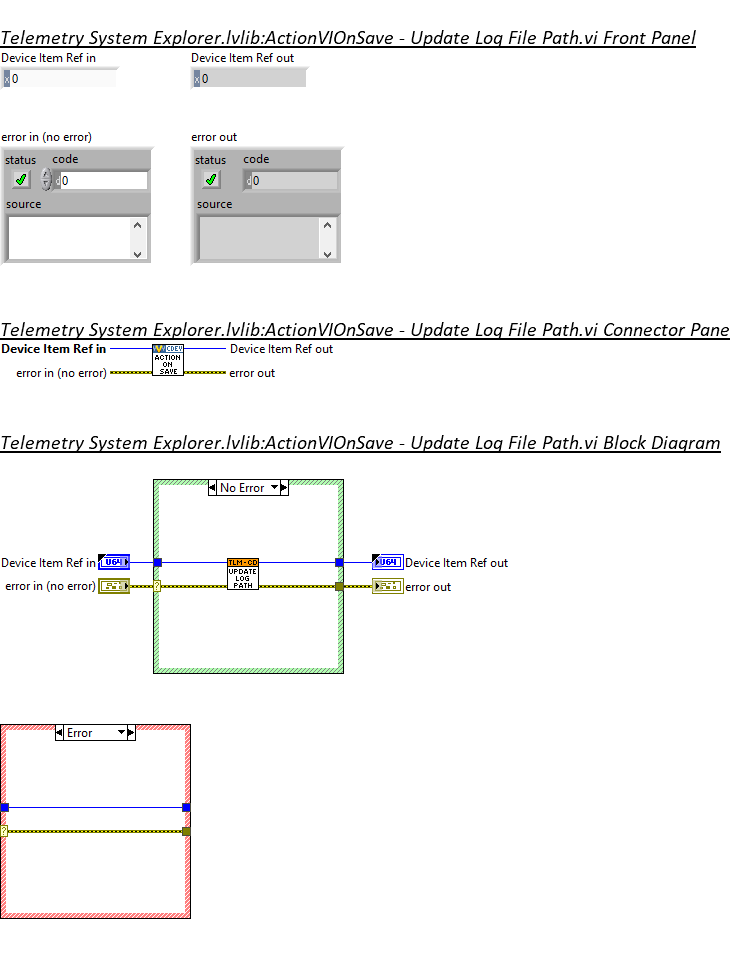 Telemetry System Explorer.lvlib:ActionVIOnSave - Update Log File Path.vi Front Panel
Device Item Ref in
Device Item Ref out
x 0
x 0
error in (no error)
error out
status code
status code
d 0
d 0
source
source
Telemetry System Explorer.lvlib:ActionVIOnSave - Update Log File Path.vi Connector Pane
Device Item Ref in
CDEV
Device Item Ref out
ACTION
ON
SAVE
error in (no error)
error out
Telemetry System Explorer.lvlib:ActionVIOnSave - Update Log File Path.vi Block Diagram
No Error
Device Item Ref in
U64
TLM-CD
U64
Device Item Ref out
UPDATE
LOG
PATH
error in (no error)
?
error out
Error
?